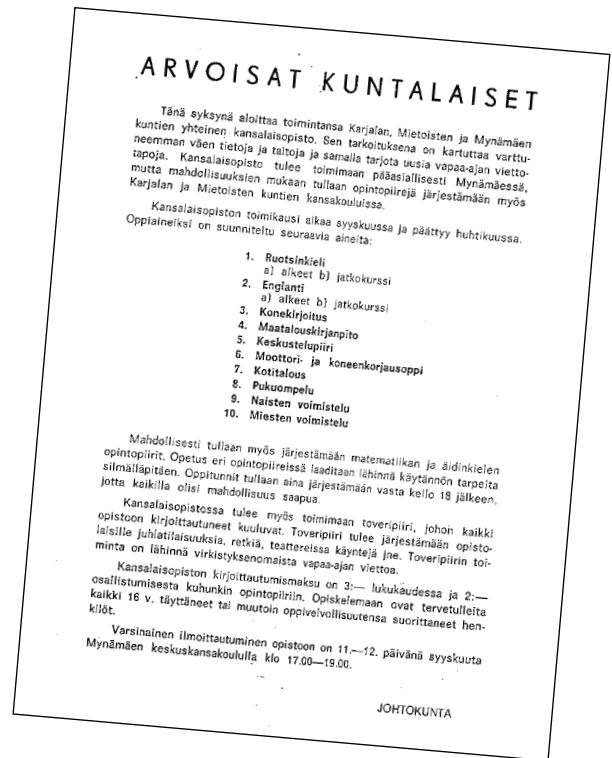 ARVOISAT KUNTALAISET
Tänä syksynä aloittaa toimintansa Karjalan, Mietoisten ja Mynämäen
kuntien yhteinen kansalaisopisto. Sen tarkoituksena on kartuttaa varttu-
neemman väen tietoja ja taitoja ja samalla tarjota uusia vapaa-ajan vietto-
tapoja. Kansalaisopisto tulee toimimaan pääasiallisesti Mynämäessä,
mutta mahdollisuuksien mukaan tullaan opintopiirejä järjestämään myös
Karjalan ja Mietoisten kuntien kansakouluissa.
Kansalaisopiston toimikausi alkaa syyskuussa ja päättyy huhtikuussa.
Oppiaineiksi on suunniteltu seuraavia aineita:
1. Ruotsinkieli
a) alkeet b) jatkokurssi
2. Englanti
a) alkeet b) jatkokurssi
3. Konekirjoitus
4. Maatalouskirjanpito
5. Keskustelupiiri
6. Moottori- ja koneenkorjausoppi
7. Kotitalous
8. Pukuompelu
9. Naisten voimistelu
10. Miesten voimistelu
Mahdollisesti tullaan myös järjestämään matematiikan ja äidinkielen
opintopiirit. Opetus eri opintopiireissä laaditaan lähinnä käytännön tarpeita
silmälläpitäen. Oppitunnit tullaan aina järjestämään vasta kello 18 jälkeen,
jotta kaikilla olisi mahdollisuus saapua.
Kansalaisopistossa tulee myös toimimaan toveripiiri, johon kaikki
opistoon kirjoittautuneet kuuluvat. Toveripiiri tulee järjestämään opisto-
laisille juhlatilaisuuksia, retkiä, teattereissa käyntejä jne. Toveripiirin toi-
minta on lähinnä virkistyksenomaista vapaa-ajan viettoa.
Kansalaisopiston kirjoittautumismaksu on 3:— lukukaudessa ja 2:—
osallistumisesta kuhunkin opintopiiriin. Opiskelemaan ovat tervetulleita
kaikki 16 v. täyttäneet tai muutoin oppivelvollisuutensa suorittaneet hen-
kilöt.
Varsinainen ilmoittautuminen opistoon on 11.—12. päivänä syyskuuta
Mynämäen keskuskansakoululla klo 17.00—19.00.
JOHTOKUNTA